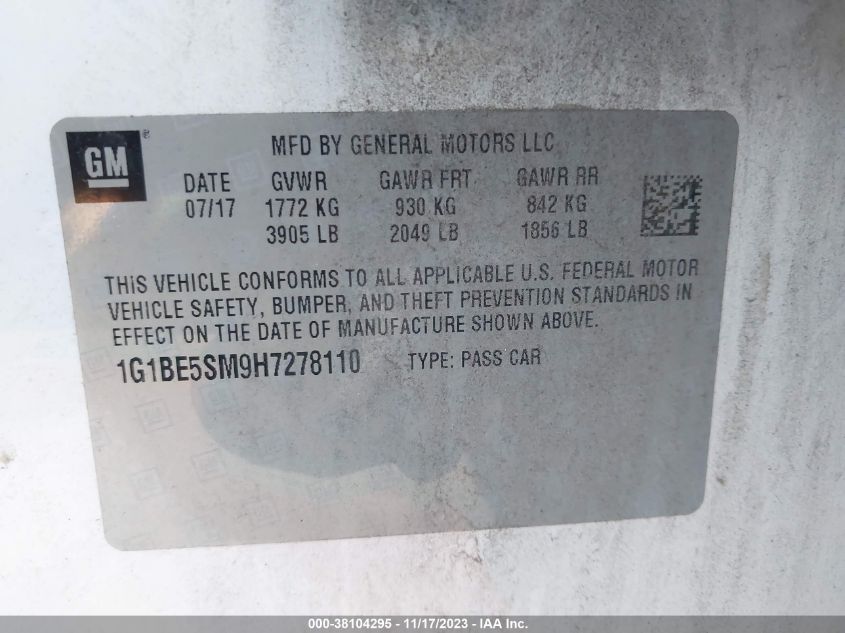 GM ®
MFD BY GENERAL MOTORS LLC
DATE GVWR GAWR FRT GAWR RR
07/17 1772 KG 930 KG 842 KG
3905 LB 2049 LB 1856 LB
THIS VEHICLE CONFORMS TO ALL APPLICABLE U.S. FEDERAL MOTOR
VEHICLE SAFETY, BUMPER, AND THEFT PREVENTION STANDARDS IN
EFFECT ON THE DATE OF MANUFACTURE SHOWN ABOVE.
1G1BE5SM9H7278110 TYPE: PASS CAR
000-38104295 - 11/17/2023 - IAA Inc.